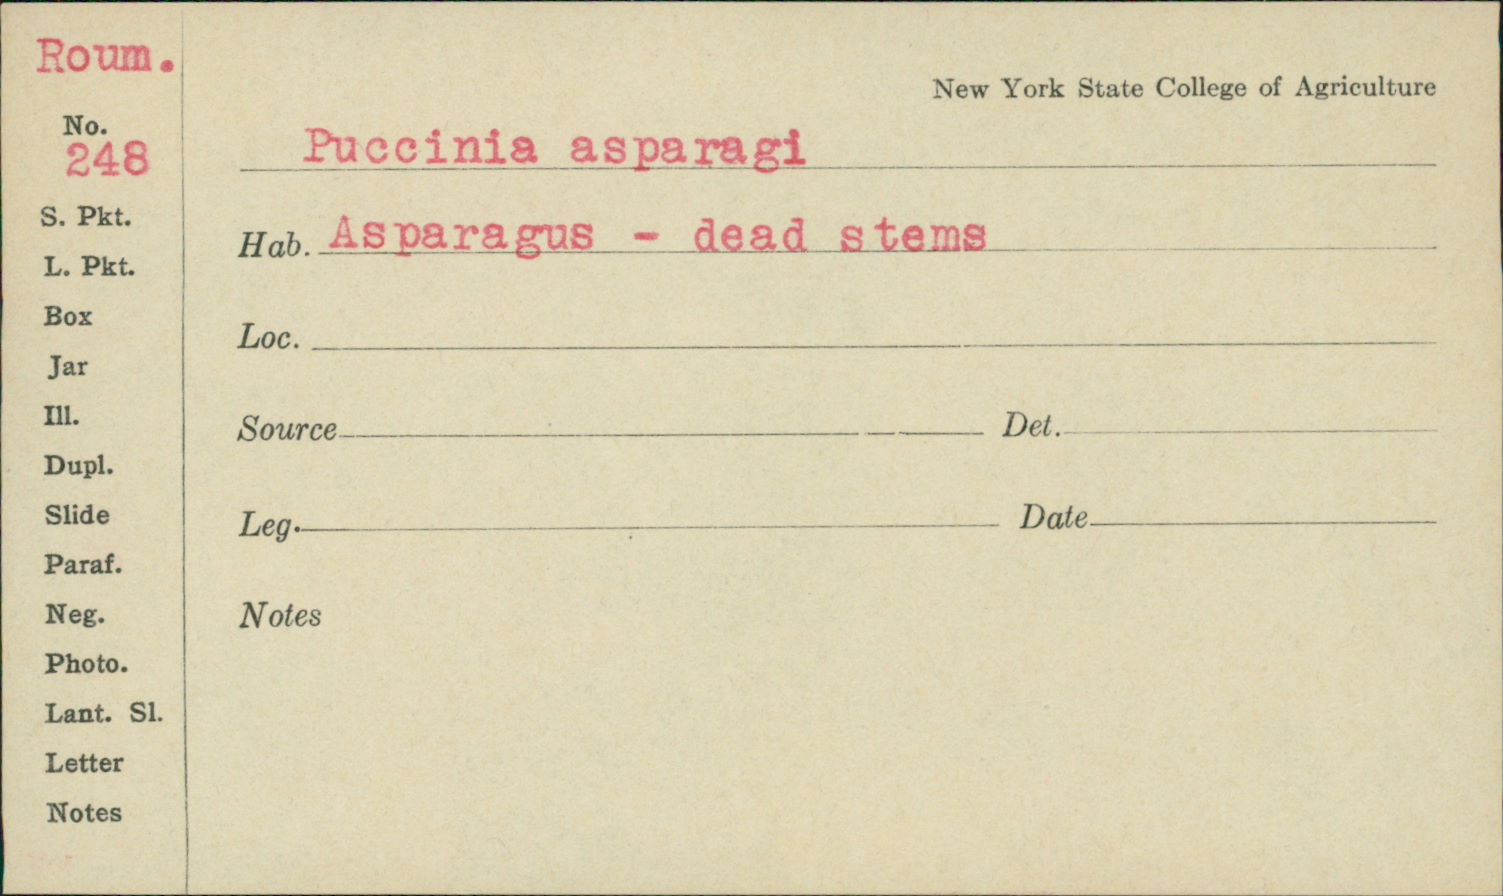 Roum.
New York State College of Agriculture
No.
248
Puccinia asparagi
S. Pkt.
Hab. Asparagus - dead stems
L. Pkt.
Box
Loc.
Jar
Ill.
Source Det.
Dupl.
Slide
Leg. Date
Paraf.
Neg.
Notes
Photo.
Lant. Sl.
Letter
Notes